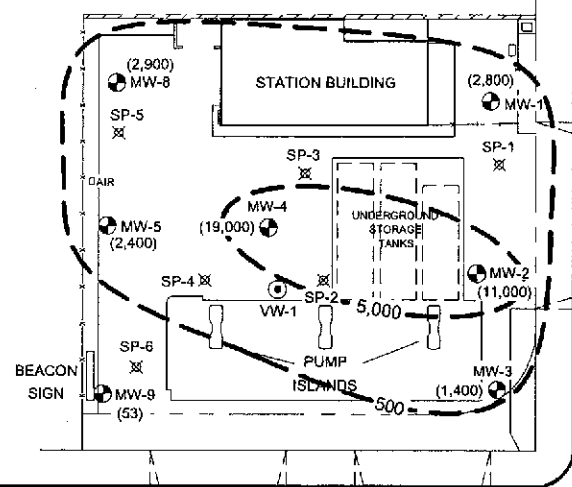 (2,900)
MW-8
STATION BUILDING
(2,800)
MW-1
SP-5
SP-3
SP-1
AIR
MW-5
(2,400)
MW-4
(19,000)
UNDERGROUND
STORAGE
TANKS
MW-2
(11,000)
SP-4
VW-1
SP-2
5,000
SP-6
PUMP
ISLANDS
BEACON
SIGN
MW-9
(53)
MW-3
(1,400)
500